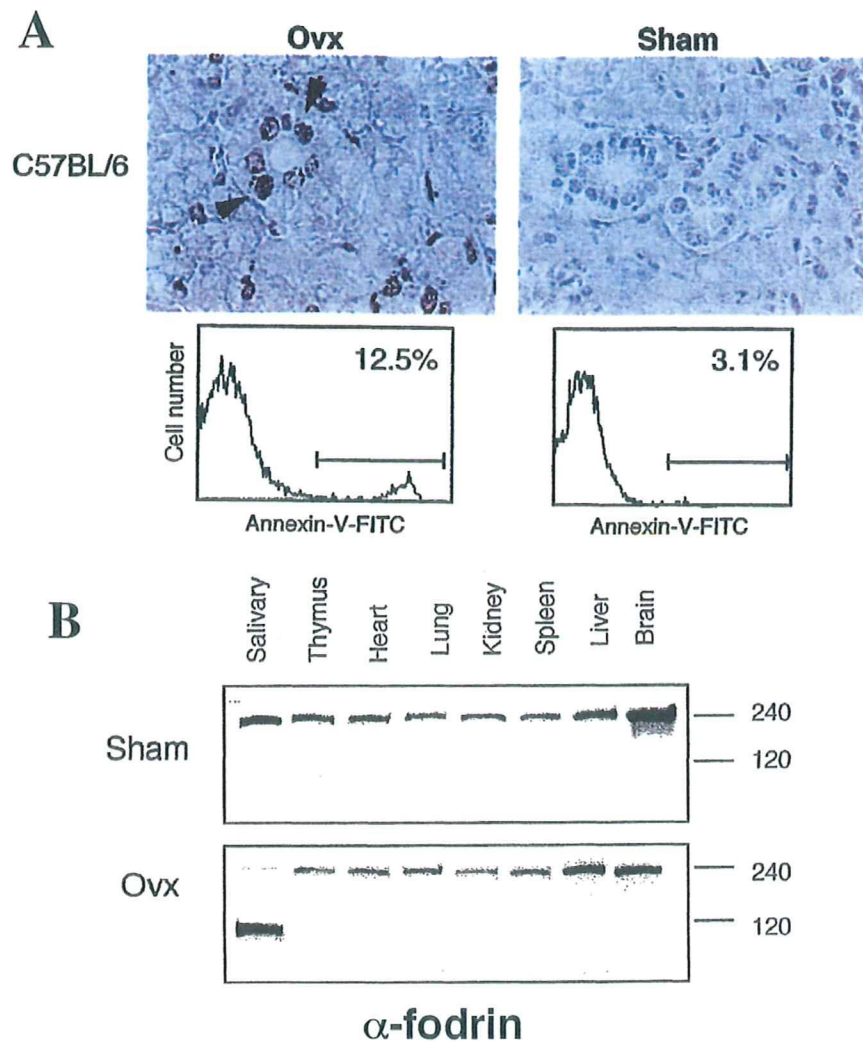 A
Ovx
Sham
C57BL/6
12.5%
3.1%
Cell number
Annexin-V-FITC
Annexin-V-FITC
B
Salivary
Thymus
Heart
Lung
Kidney
Spleen
Liver
Brain
Sham
240
120
Ovx
240
120
α-fodrin